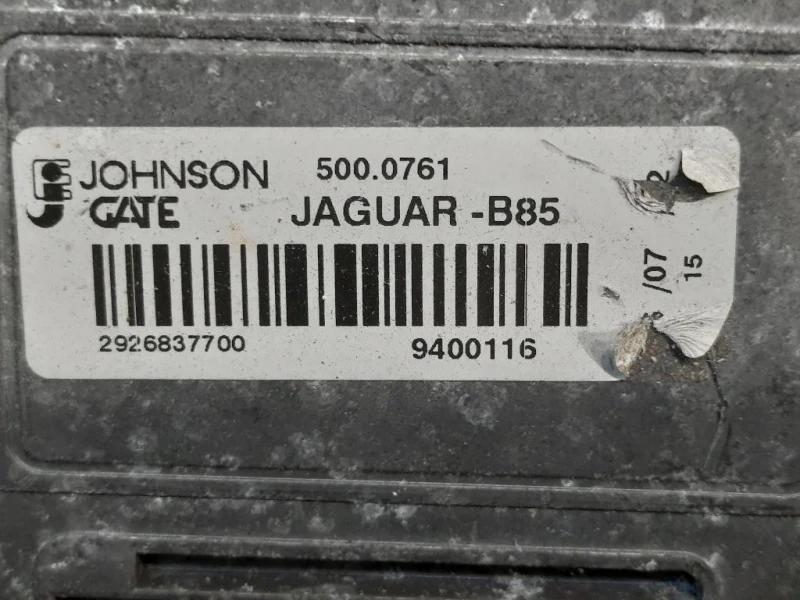 JOHNSON
GATE
500.0761
JAGUAR -B85
2926837700
9400116
/07
15